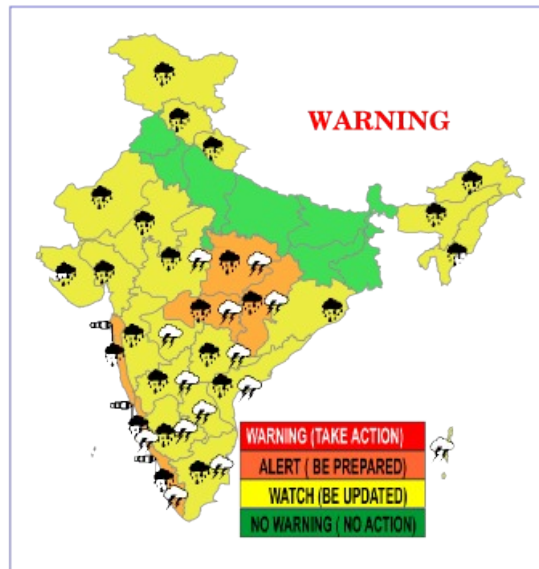 WARNING
WARNING (TAKE ACTION)
ALERT ( BE PREPARED)
WATCH (BE UPDATED)
NO WARNING ( NO ACTION)